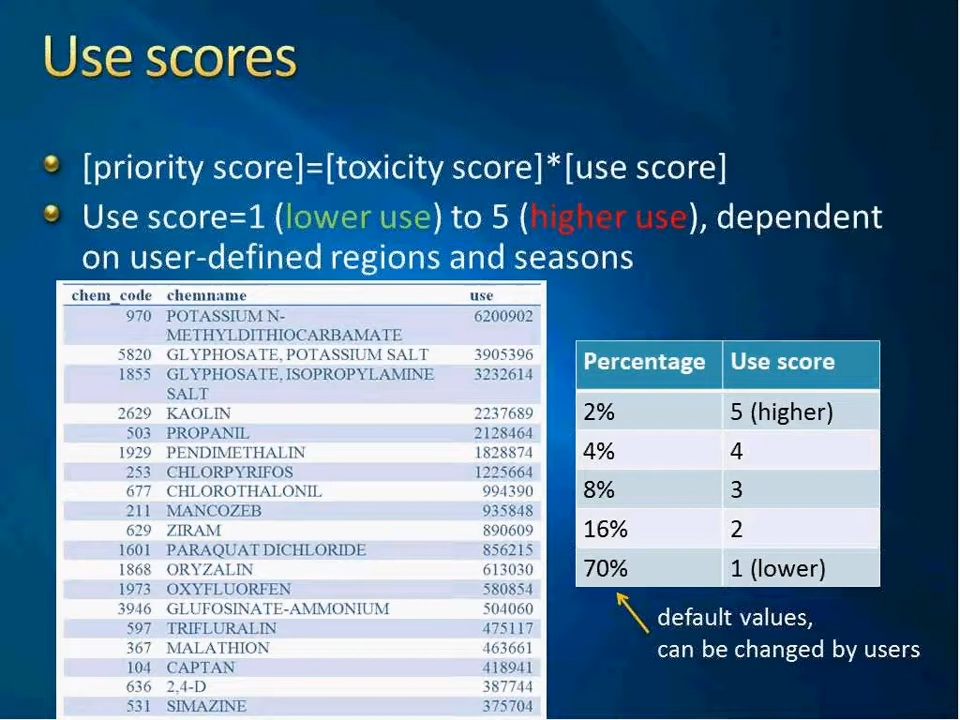 Use scores
[priority score]=[toxicity score]*[use score]
Use score=1 (lower use) to 5 (higher use), dependent
on user-defined regions and seasons
chem_code chemname use
970 POTASSIUM N- 6200902
METHYLDITHIOCARBAMATE
5820 GLYPHOSATE, POTASSIUM SALT 3905396
1855 GLYPHOSATE, ISOPROPYLAMINE 3232614
SALT
2629 KAOLIN 2237689
503 PROPANIL 2128464
1929 PENDIMETHALIN 1828874
253 CHLORPYRIFOS 1225664
677 CHLOROTHALONIL 994390
211 MANCOZEB 935848
629 ZIRAM 890609
1601 PARAQUAT DICHLORIDE 856215
1868 ORYZALIN 613030
1973 OXYFLUORFEN 580854
3946 GLUFOSINATE-AMMONIUM 504060
597 TRIFLURALIN 475117
367 MALATHION 463661
104 CAPTAN 418941
636 2,4-D 387744
531 SIMAZINE 375704
Percentage Use score
2% 5 (higher)
4% 4
8% 3
16% 2
70% 1 (lower)
default values,
can be changed by users